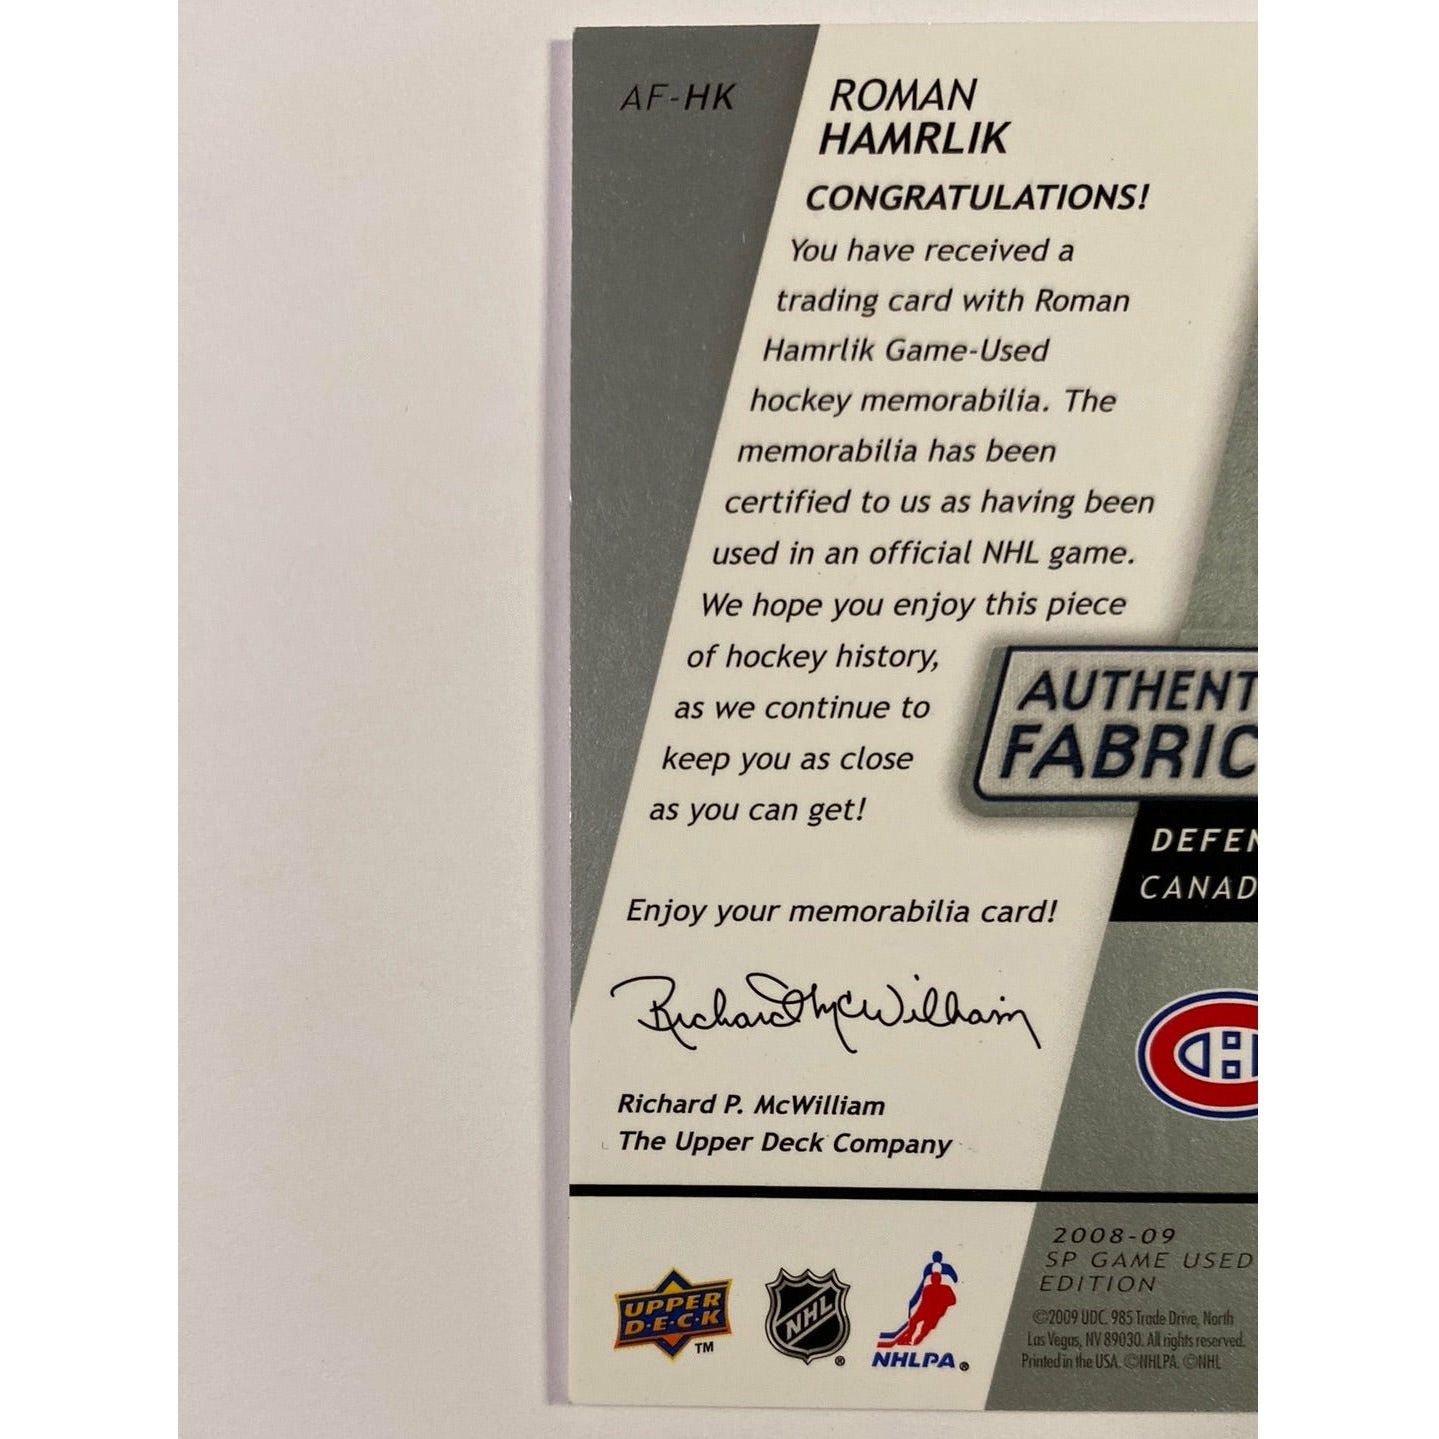 AF-HK
ROMAN
HAMRLIK
CONGRATULATIONS!
You have received a
trading card with Roman
Hamrlik Game-Used
hockey memorabilia. The
memorabilia has been
certified to us as having been
used in an official NHL game.
We hope you enjoy this piece
of hockey history,
as we continue to
keep you as close
as you can get!
AUTHENT
FABRIC
DEFEN
CANAD
Enjoy your memorabilia card!
Richard McWilliam
Richard P. McWilliam
The Upper Deck Company
2008-09
SP GAME USED
EDITION
©2009 UDC. 985 Trade Drive, North
Las Vegas, NV 89030. All rights reserved.
Printed in the USA. ©NHLPA. ©NHL
UPPER
D·E·C·K
TM
NHL
®
NHLPA®